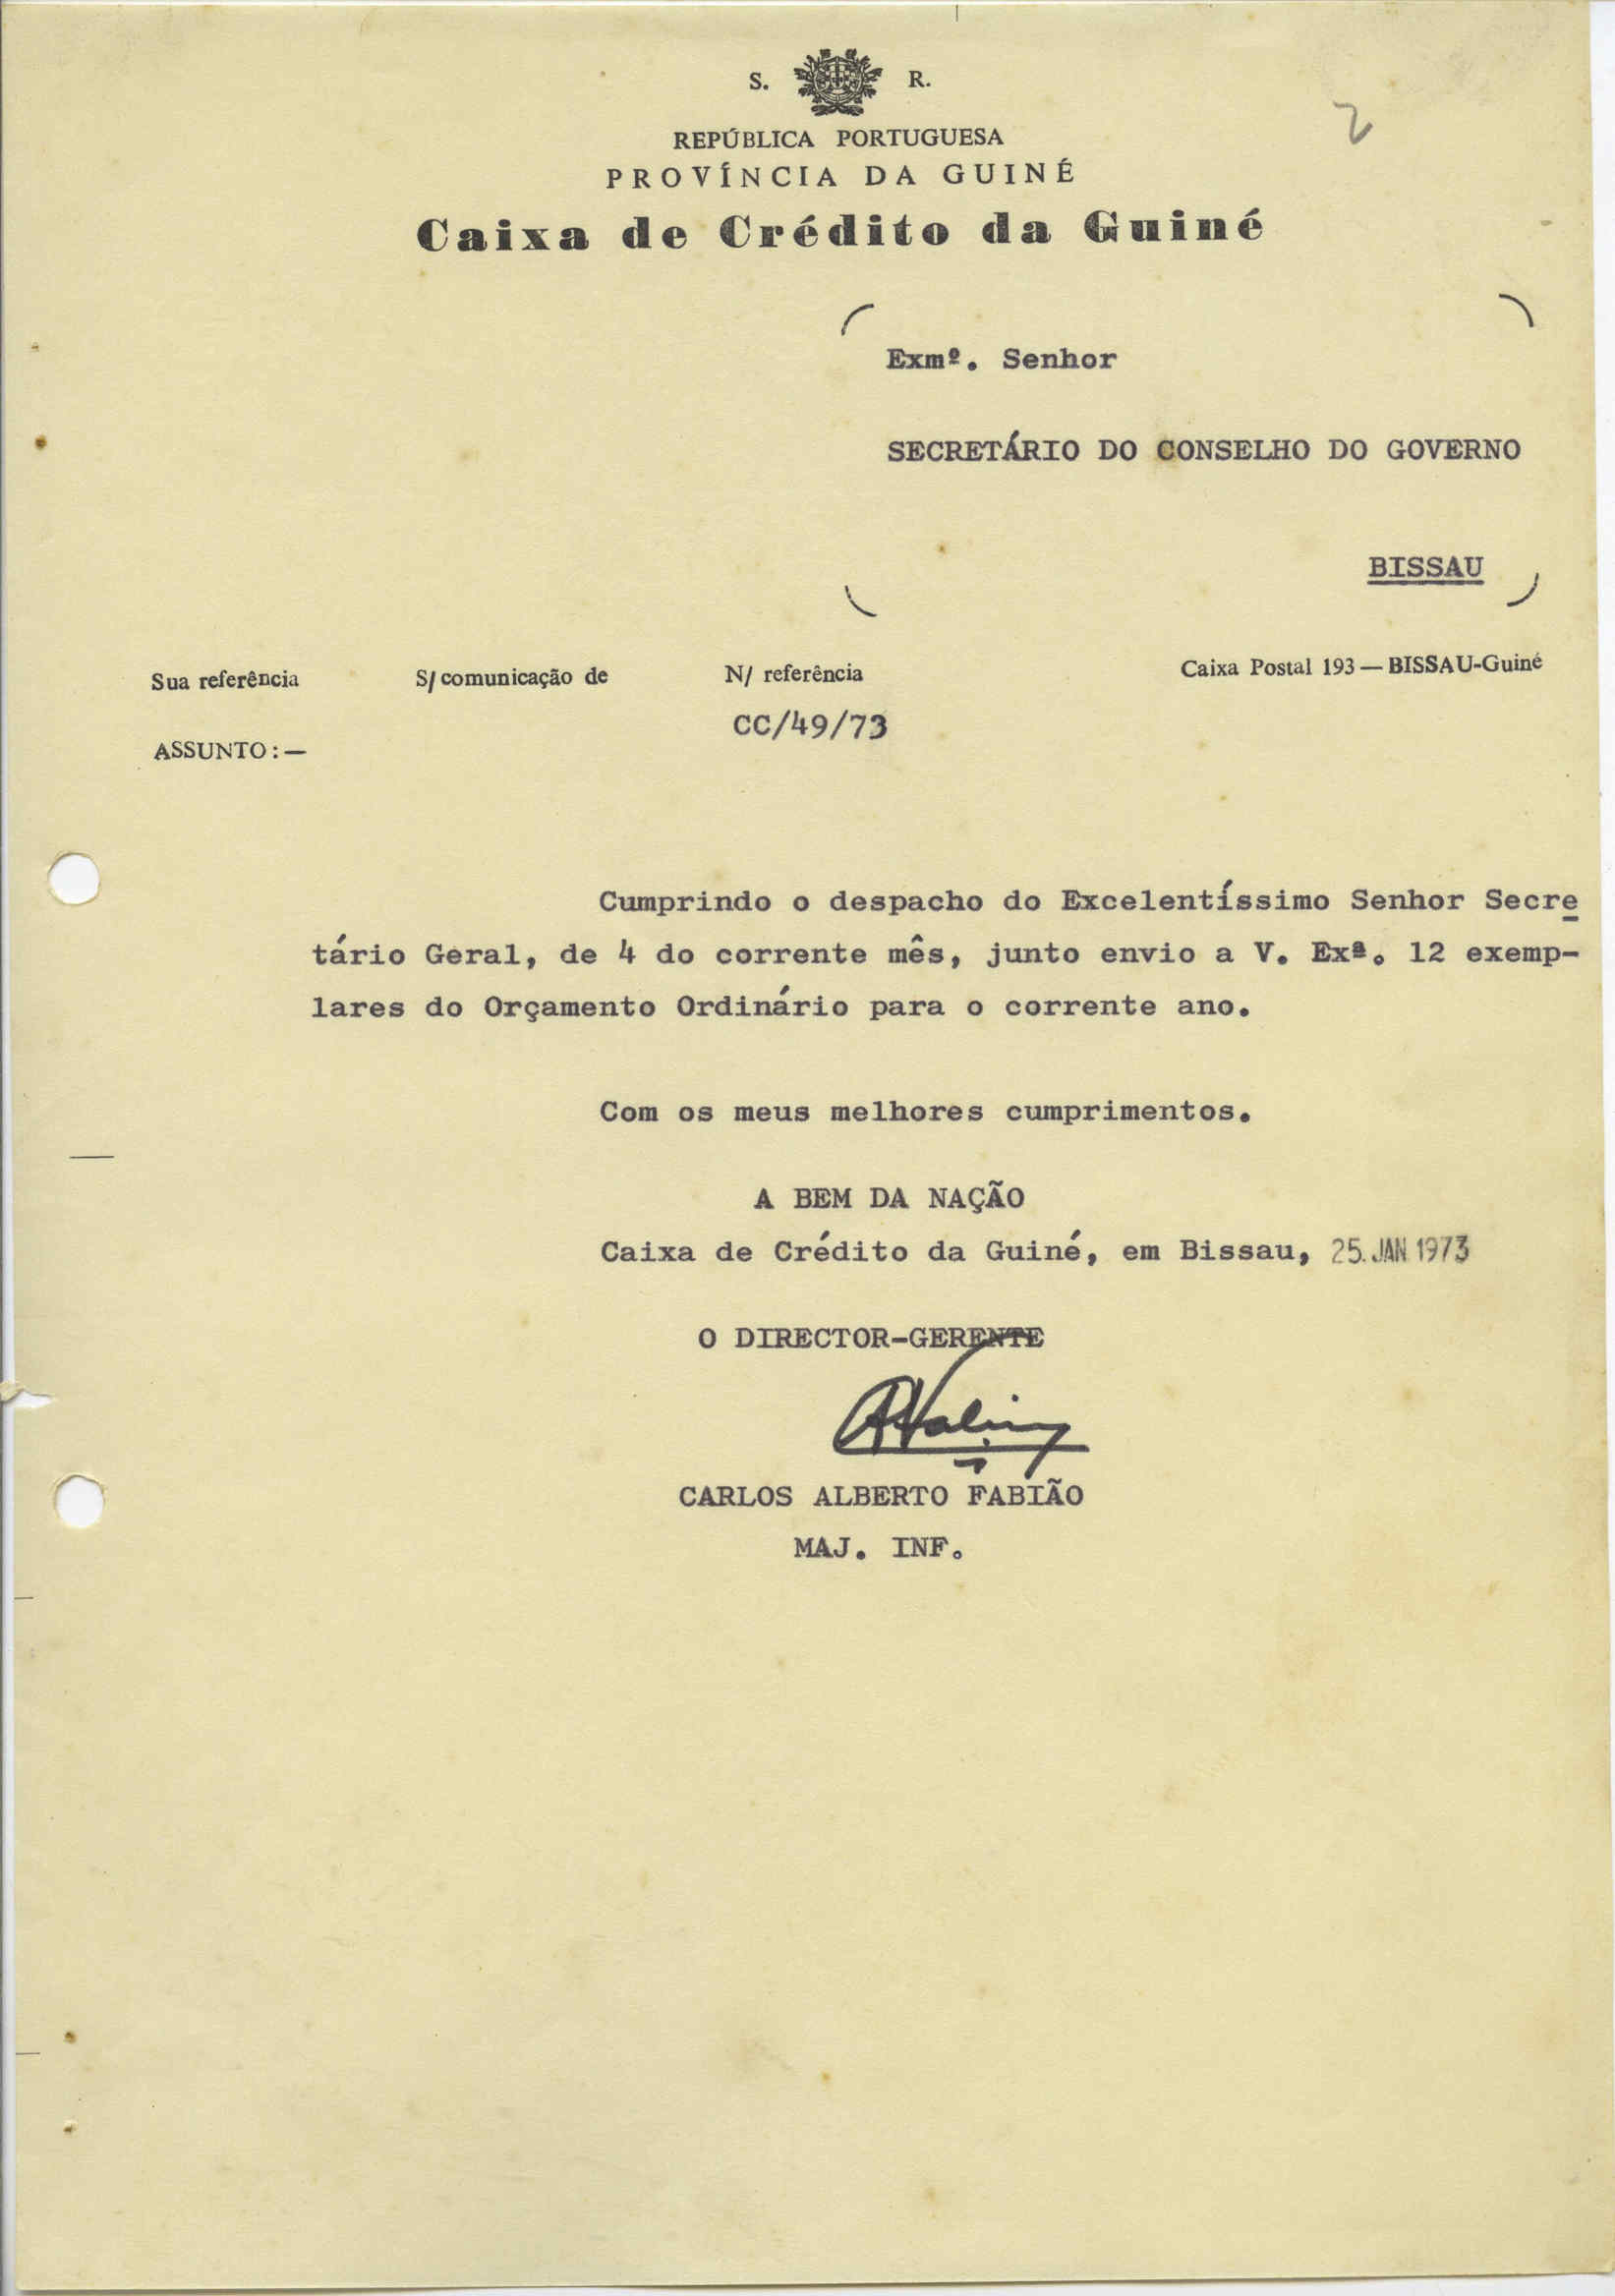 2
S. R.
REPÚBLICA PORTUGUESA
PROVÍNCIA DA GUINÉ
Caixa de Crédito da Guiné
Exmº. Senhor
SECRETÁRIO DO CONSELHO DO GOVERNO
BISSAU
Sua referência S/comunicação de N/ referência Caixa Postal 193 — BISSAU-Guiné
CC/49/73
ASSUNTO: —
Cumprindo o despacho do Excelentíssimo Senhor Secre
tário Geral, de 4 do corrente mês, junto envio a V. Exª. 12 exemp-
lares do Orçamento Ordinário para o corrente ano.
Com os meus melhores cumprimentos.
A BEM DA NAÇÃO
Caixa de Crédito da Guiné, em Bissau, 25. JAN. 1973
O DIRECTOR-GERENTE
CARLOS ALBERTO FABIÃO
MAJ. INF.